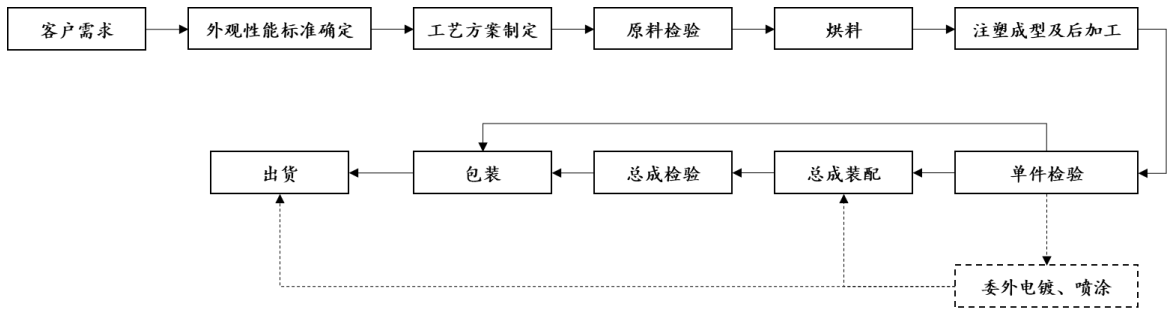 客户需求
外观性能标准确定
工艺方案制定
原料检验
烘料
注塑成型及后加工
出货
包装
总成检验
总成装配
单件检验
委外电镀、喷涂